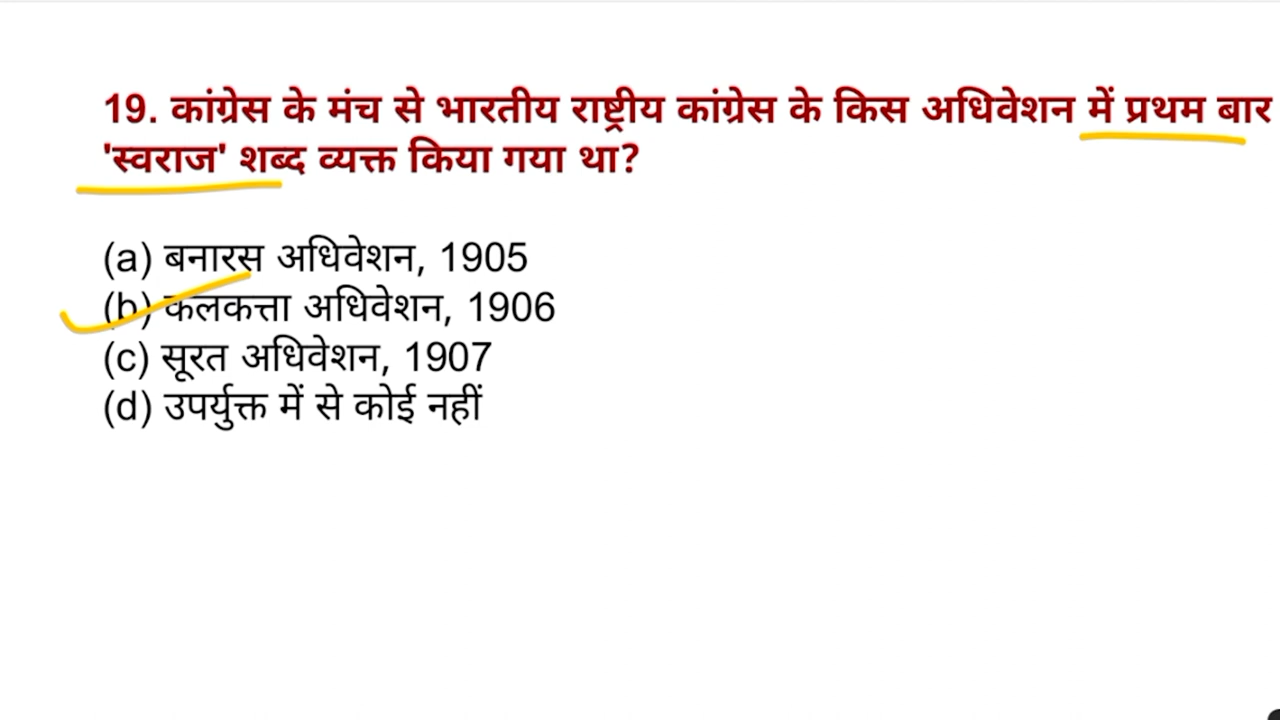 19. कांग्रेस के मंच से भारतीय राष्ट्रीय कांग्रेस के किस अधिवेशन में प्रथम बार
'स्वराज' शब्द व्यक्त किया गया था?
(a) बनारस अधिवेशन, 1905
(b) कलकत्ता अधिवेशन, 1906
(c) सूरत अधिवेशन, 1907
(d) उपर्युक्त में से कोई नहीं